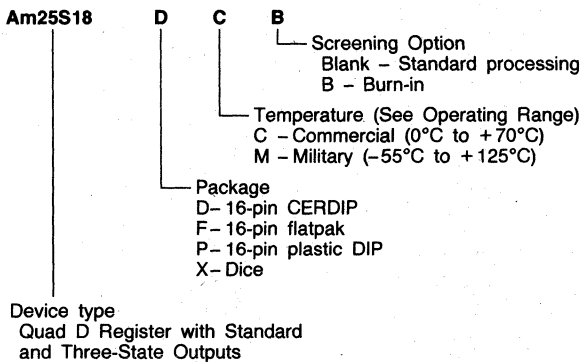 Am25S18 D C B
Screening Option
Blank – Standard processing
B – Burn-in
Temperature (See Operating Range)
C – Commercial (0°C to +70°C)
M – Military (–55°C to +125°C)
Package
D– 16-pin CERDIP
F– 16-pin flatpak
P– 16-pin plastic DIP
X– Dice
Device type
Quad D Register with Standard
and Three-State Outputs